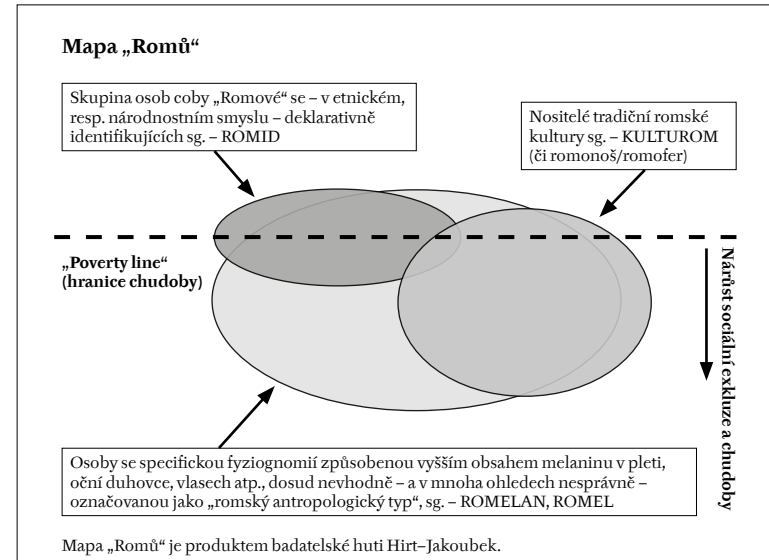 Mapa „Romů“
Skupina osob coby „Romové“ se – v etnickém,
resp. národnostním smyslu – deklarativně
identifikujících sg. – ROMID
Nositelé tradiční romské
kultury sg. – KULTUROM
(či romonoš/romofer)
„Poverty line“
(hranice chudoby)
Nárůst sociální exkluze a chudoby
Osoby se specifickou fyziognomií způsobenou vyšším obsahem melaninu v pleti,
oční duhovce, vlasech atp., dosud nevhodně – a v mnoha ohledech nesprávně –
označovanou jako „romský antropologický typ“, sg. – ROMELAN, ROMEL
Mapa „Romů“ je produktem badatelské huti Hirt–Jakoubek.